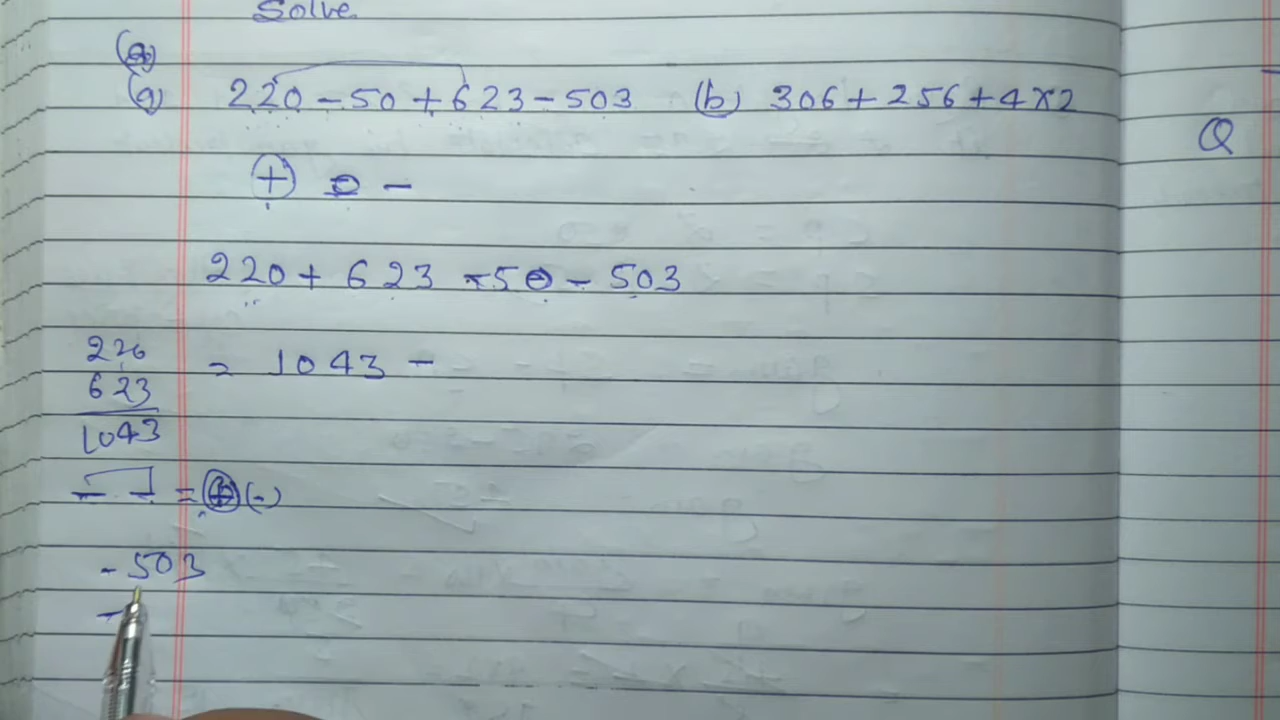 Solve
(a)
(a) 220 - 50 + 623 - 503 (b) 306 + 256 + 4 × 2
Q
+ -
220 + 623 - 50 - 503
220
623
1043
= 1043 -
- - = + (-)
- 503
-